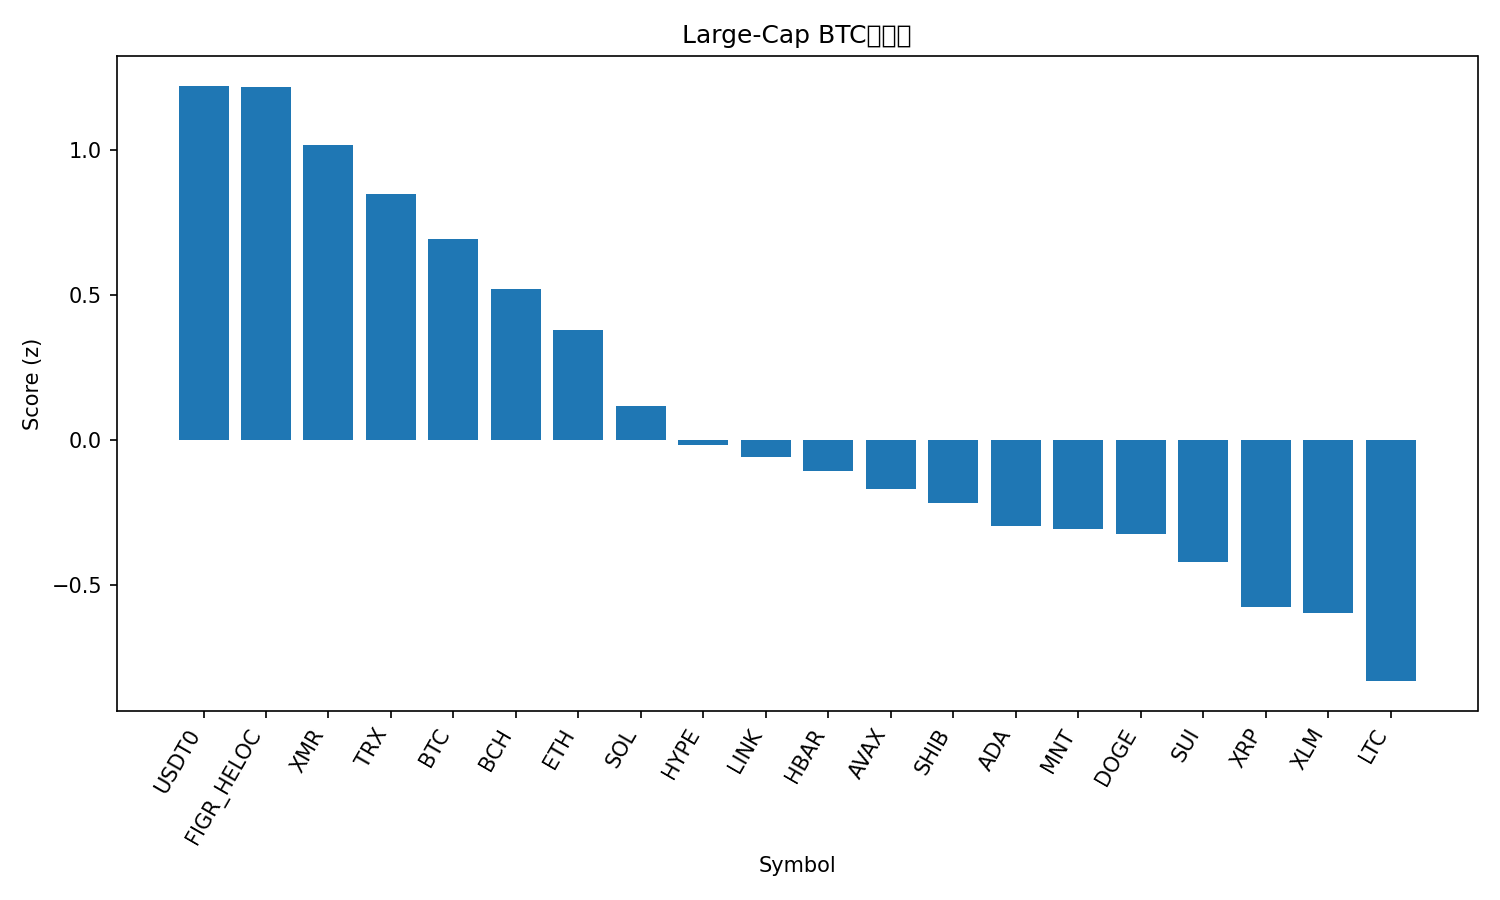 Large-Cap BTC
1.0
0.5
0.0
−0.5
Score (z)
USDT0
FIGR_HELOC
XMR
TRX
BTC
BCH
ETH
SOL
HYPE
LINK
HBAR
AVAX
SHIB
ADA
MNT
DOGE
SUI
XRP
XLM
LTC
Symbol